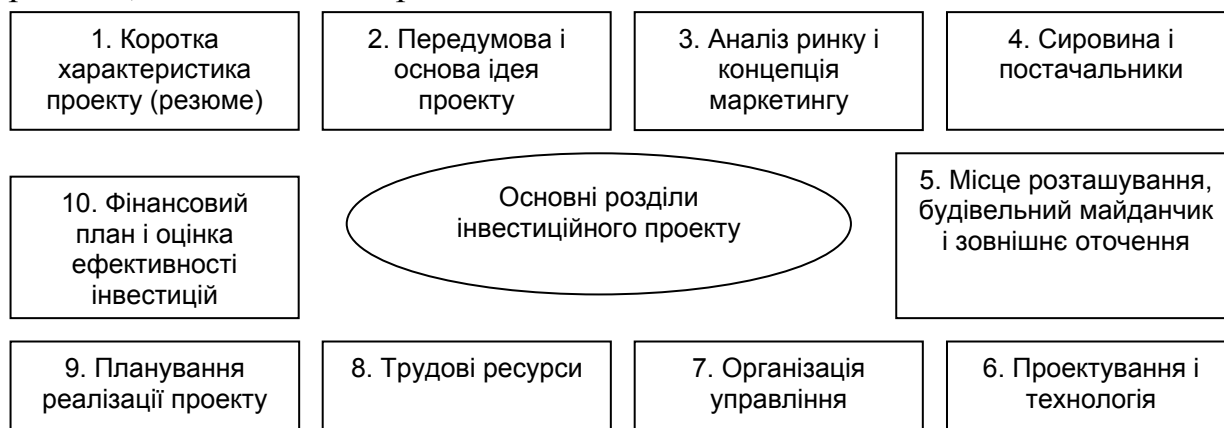 1. Коротка
характеристика
проекту (резюме)
2. Передумова і
основа ідея
проекту
3. Аналіз ринку і
концепція
маркетингу
4. Сировина і
постачальники
10. Фінансовий
план і оцінка
ефективності
інвестицій
Основні розділи
інвестиційного проекту
5. Місце розташування,
будівельний майданчик
і зовнішнє оточення
9. Планування
реалізації проекту
8. Трудові ресурси
7. Організація
управління
6. Проектування і
технологія